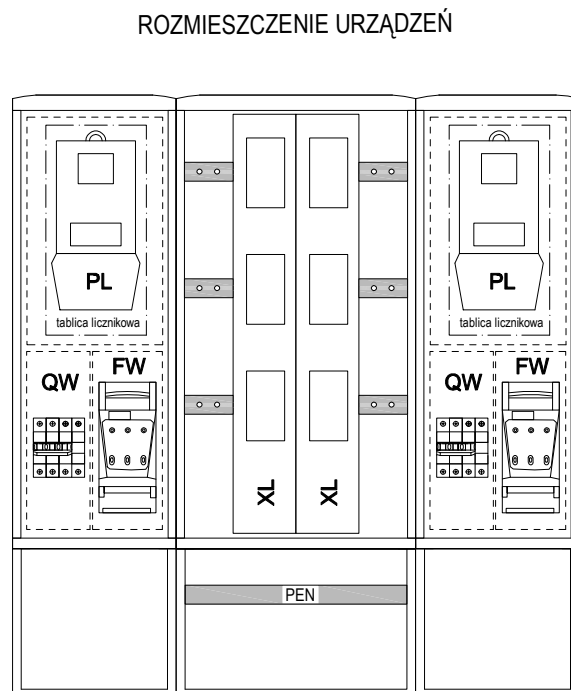 ROZMIESZCZENIE URZĄDZEŃ
PL
tablica licznikowa
QW
FW
XL
XL
PEN
PL
tablica licznikowa
QW
FW